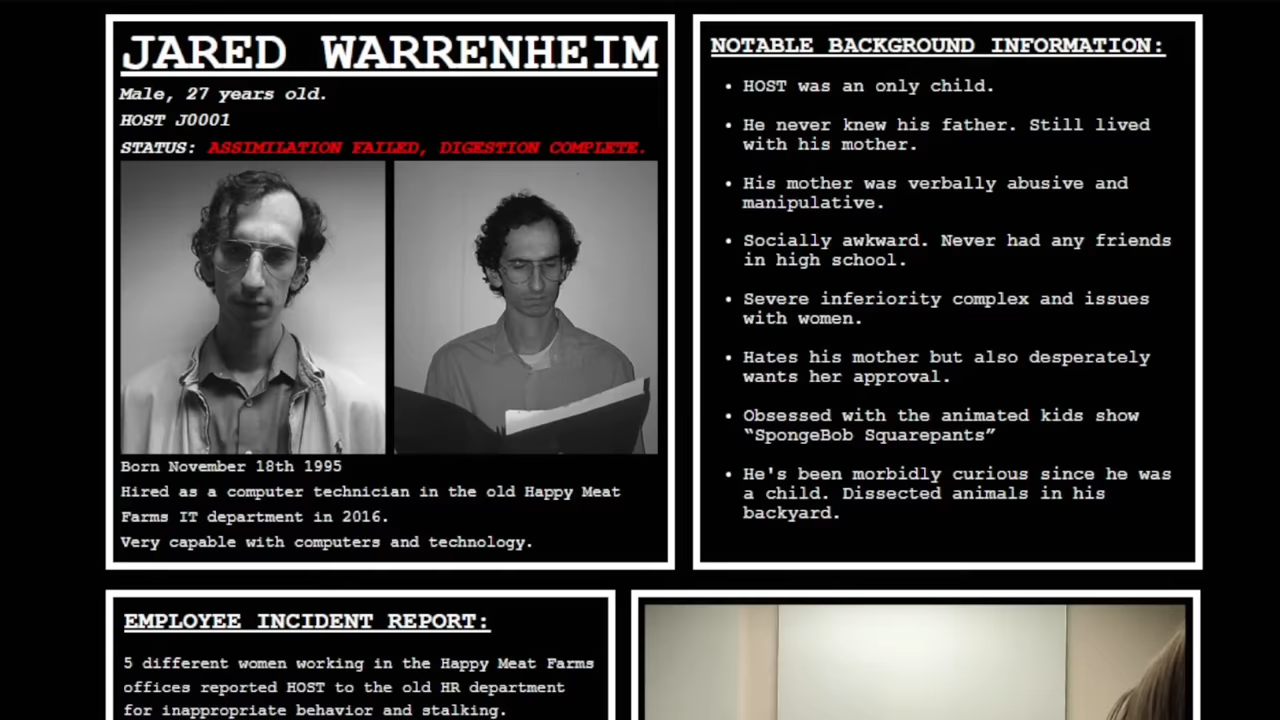 JARED WARRENHEIM
Male, 27 years old.
HOST J0001
STATUS: ASSIMILATION FAILED, DIGESTION COMPLETE.
Born November 18th 1995
Hired as a computer technician in the old Happy Meat
Farms IT department in 2016.
Very capable with computers and technology.
NOTABLE BACKGROUND INFORMATION:
• HOST was an only child.
• He never knew his father. Still lived
with his mother.
• His mother was verbally abusive and
manipulative.
• Socially awkward. Never had any friends
in high school.
• Severe inferiority complex and issues
with women.
• Hates his mother but also desperately
wants her approval.
• Obsessed with the animated kids show
“SpongeBob Squarepants”
• He's been morbidly curious since he was
a child. Dissected animals in his
backyard.
EMPLOYEE INCIDENT REPORT:
5 different women working in the Happy Meat Farms
offices reported HOST to the old HR department
for inappropriate behavior and stalking.